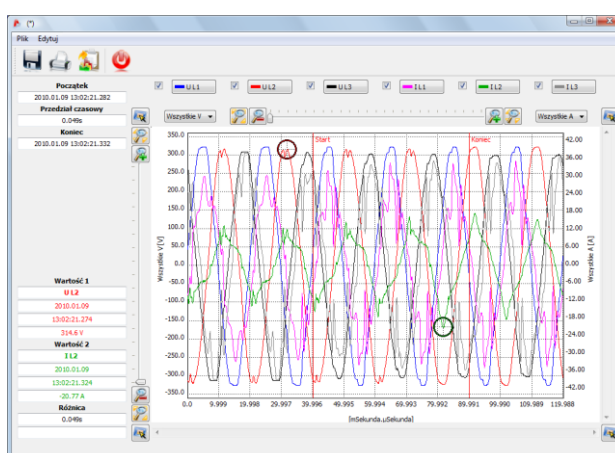 (*)
Plik Edytuj
Początek
2010.01.09 13:02:21.282
Przedział czasowy
0.049s
Koniec
2010.01.09 13:02:21.332
U L1 U L2 U L3 I L1 I L2 I L3
Wszystkie V Wszystkie A
Start Koniec
350.0
300.0
250.0
200.0
150.0
100.0
50.0
0.0
-50.0
-100.0
-150.0
-200.0
-250.0
-300.0
-350.0
Wszystkie V [V]
42.00
36.00
30.00
24.00
18.00
12.00
6.00
0.00
-6.00
-12.00
-18.00
-24.00
-30.00
-36.00
-42.00
Wszystkie A [A]
0.0 9.999 19.998 29.997 39.996 49.995 59.994 69.993 79.992 89.991 99.990 109.989 119.988
[mSekunda.µSekunda]
Wartość 1
U L2
2010.01.09
13:02:21.274
314.6 V
Wartość 2
I L2
2010.01.09
13:02:21.324
-20.77 A
Różnica
0.049s